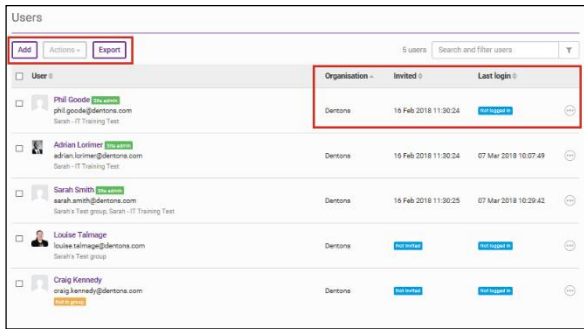 Users
Add Actions Export 5 users Search and filter users
User Organisation Invited Last login
Phil Goode Site admin
phil.goode@dentons.com Dentons 16 Feb 2018 11:30:24 Not logged in
Sarah - IT Training Test
Adrian Lorimer Site admin
adrian.lorimer@dentons.com Dentons 16 Feb 2018 11:30:24 07 Mar 2018 10:07:49
Sarah - IT Training Test
Sarah Smith Site admin
sarah.smith@dentons.com Dentons 16 Feb 2018 11:30:25 07 Mar 2018 10:29:42
Sarah's Test group, Sarah - IT Training Test
Louise Talmage
louise.talmage@dentons.com Dentons Not invited Not logged in
Sarah's Test group
Craig Kennedy
craig.kennedy@dentons.com Dentons Not invited Not logged in
Not in group